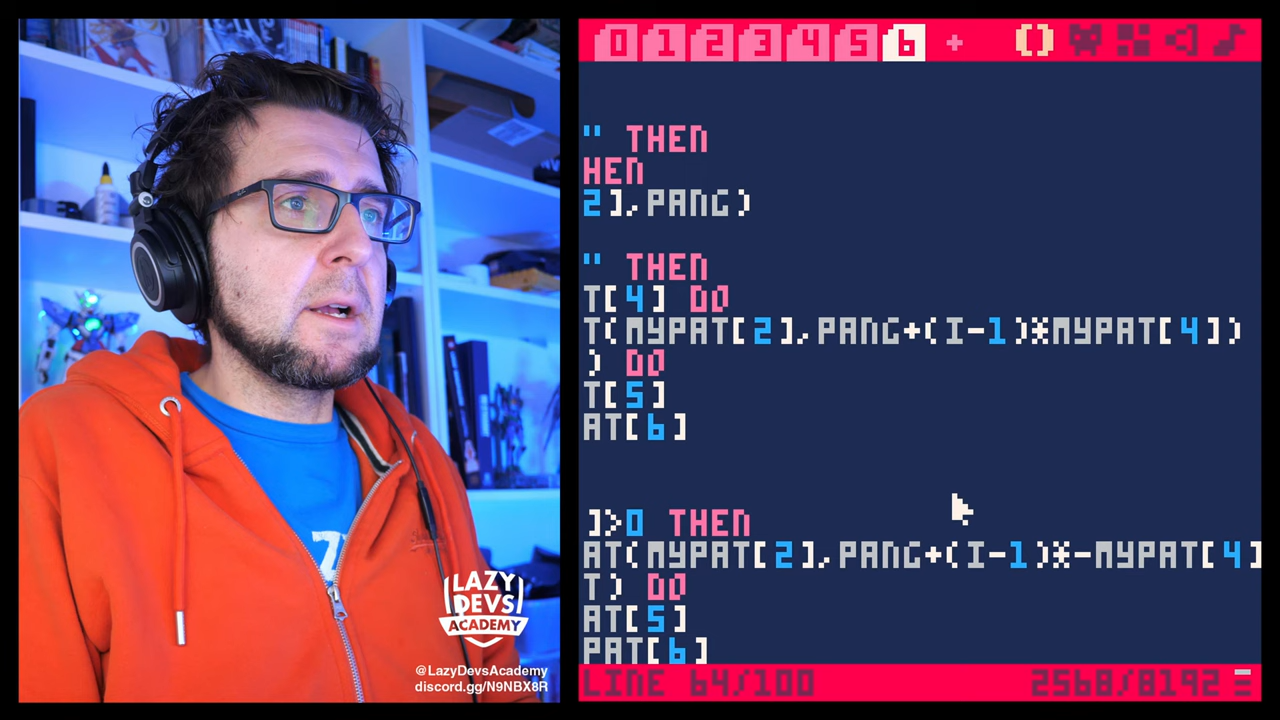 0 1 2 3 4 5 6 + ()
" THEN
HEN
2],PANG)
" THEN
T[4] DO
T(MYPAT[2],PANG+(I-1)*MYPAT[4])
) DO
T[5]
AT[6]
]>0 THEN
AT(MYPAT[2],PANG+(I-1)*-MYPAT[4]
T) DO
AT[5]
PAT[6]
LINE 64/100 2568/8192
LAZY
DEVS
ACADEMY
@LazyDevsAcademy
discord.gg/N9NBX8R